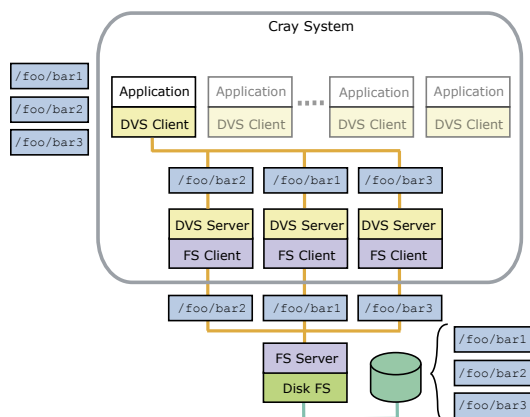 Cray System
/foo/bar1
/foo/bar2
/foo/bar3
Application Application Application Application
DVS Client DVS Client DVS Client DVS Client
/foo/bar2 /foo/bar1 /foo/bar3
DVS Server DVS Server DVS Server
FS Client FS Client FS Client
/foo/bar2 /foo/bar1 /foo/bar3
FS Server
Disk FS
/foo/bar1
/foo/bar2
/foo/bar3